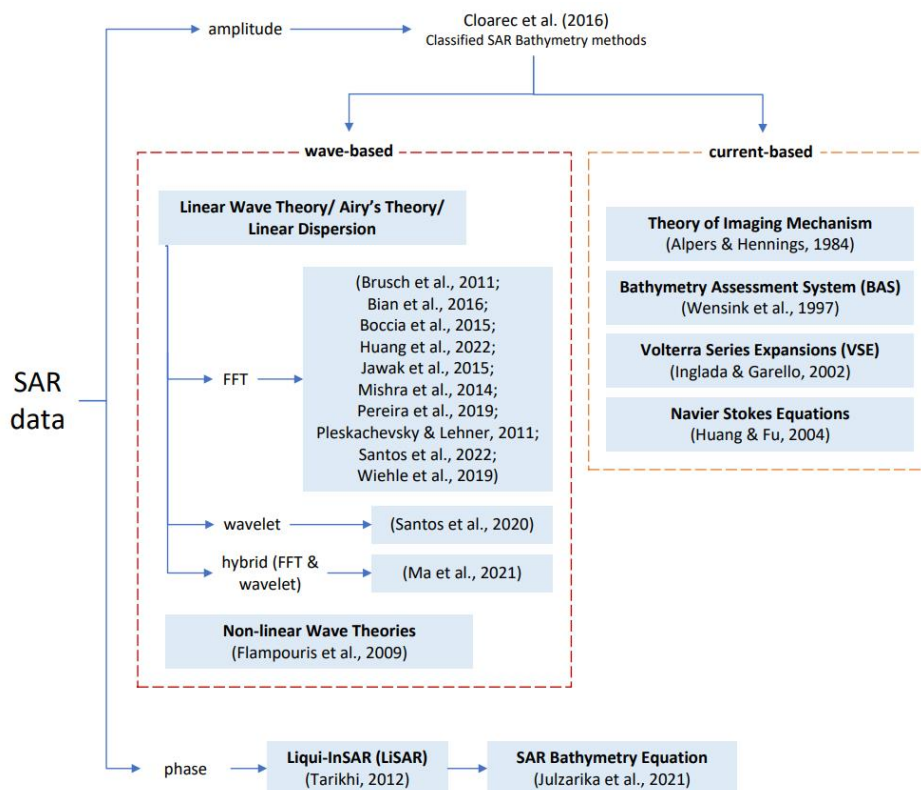 amplitude
Cloarec et al. (2016)
Classified SAR Bathymetry methods
wave-based
current-based
Linear Wave Theory/ Airy's Theory/
Linear Dispersion
(Brusch et al., 2011;
Bian et al., 2016;
Boccia et al., 2015;
Huang et al., 2022;
Jawak et al., 2015;
Mishra et al., 2014;
Pereira et al., 2019;
Pleskachevsky & Lehner, 2011;
Santos et al., 2022;
Wiehle et al., 2019)
FFT
wavelet
(Santos et al., 2020)
hybrid (FFT &
wavelet)
(Ma et al., 2021)
Non-linear Wave Theories
(Flampouris et al., 2009)
Theory of Imaging Mechanism
(Alpers & Hennings, 1984)
Bathymetry Assessment System (BAS)
(Wensink et al., 1997)
Volterra Series Expansions (VSE)
(Inglada & Garello, 2002)
Navier Stokes Equations
(Huang & Fu, 2004)
SAR
data
phase
Liqui-InSAR (LiSAR)
(Tarikhi, 2012)
SAR Bathymetry Equation
(Julzarika et al., 2021)